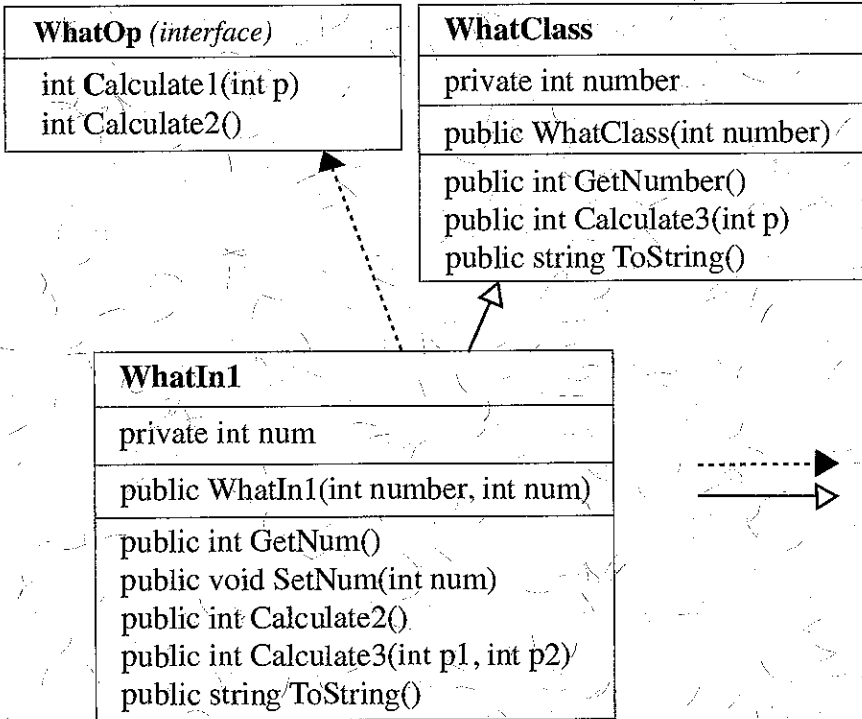 WhatOp (interface)
int Calculate1(int p)
int Calculate2()
WhatClass
private int number
public WhatClass(int number)
public int GetNumber()
public int Calculate3(int p)
public string ToString()
WhatIn1
private int num
public WhatIn1(int number, int num)
public int GetNum()
public void SetNum(int num)
public int Calculate2()
public int Calculate3(int p1, int p2)
public string ToString()